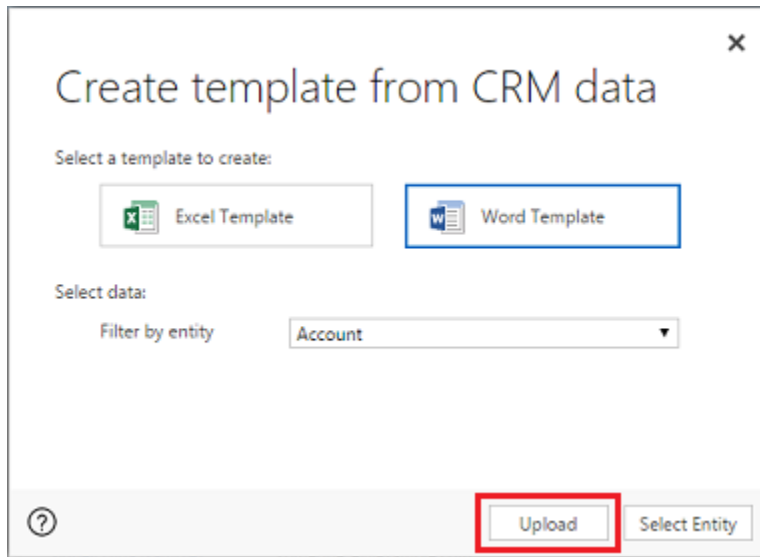 Create template from CRM data
Select a template to create:
Excel Template
Word Template
Select data:
Filter by entity
Account
Upload
Select Entity